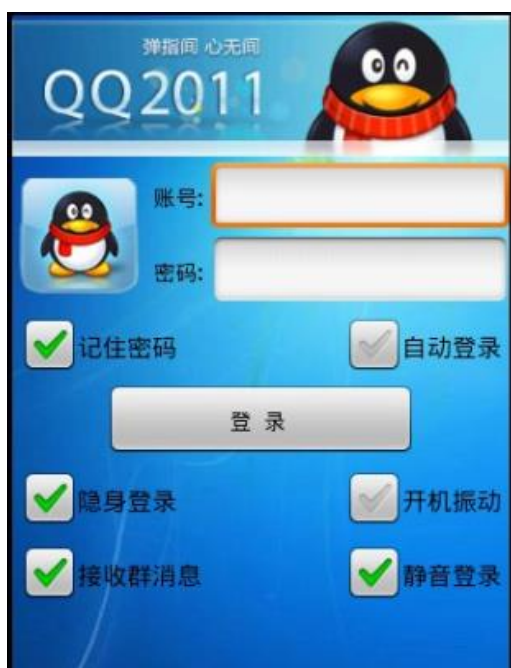 弹指间 心无间
QQ2011
账号:
密码:
记住密码 自动登录
登 录
隐身登录 开机振动
接收群消息 静音登录